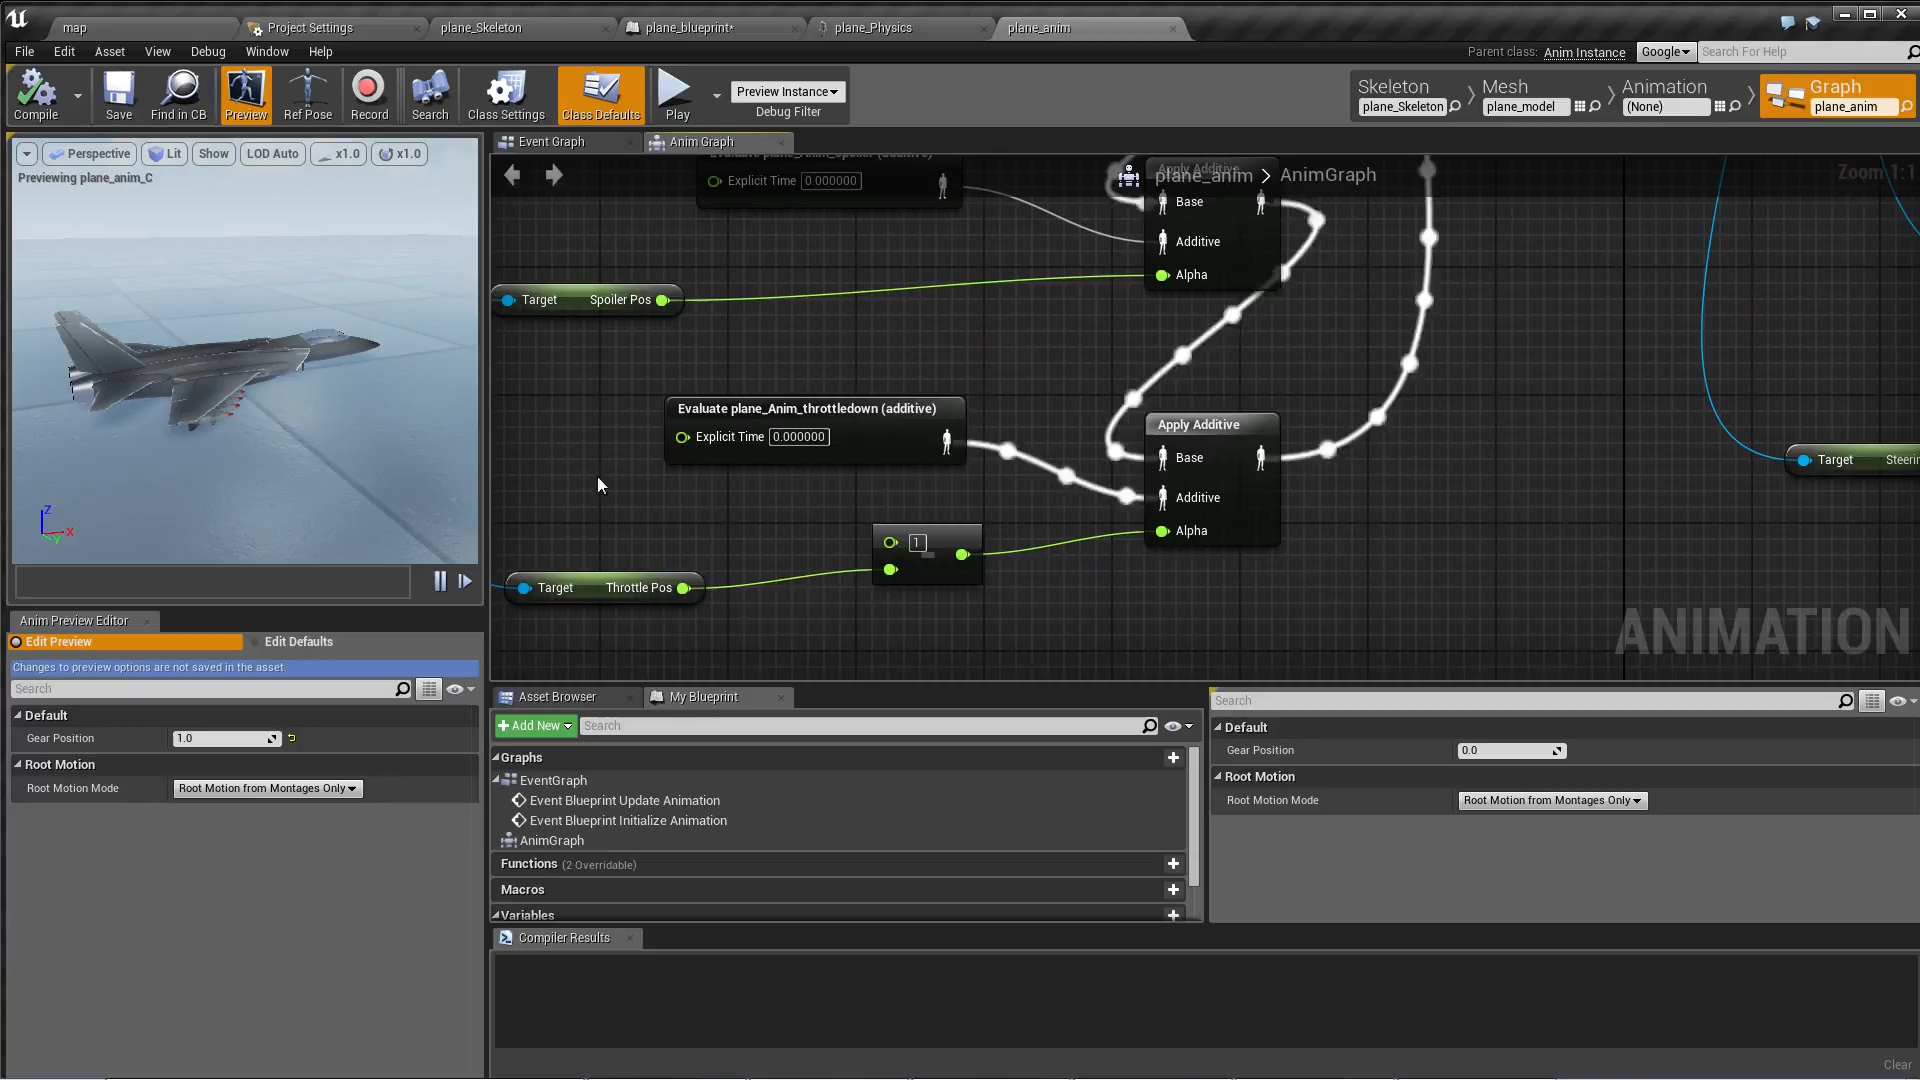 map
Project Settings
plane_Skeleton
plane_blueprint*
plane_Physics
plane_anim
File
Edit
Asset
View
Debug
Window
Help
Parent class:
Anim Instance
Google
Search For Help
Compile
Save
Find in CB
Preview
Ref Pose
Record
Search
Class Settings
Class Defaults
Play
Preview Instance
Debug Filter
Skeleton
plane_Skeleton
Mesh
plane_model
Animation
(None)
Graph
plane_anim
Perspective
Lit
Show
LOD Auto
x1.0
x1.0
Previewing plane_anim_C
Z
X
Y
Event Graph
Anim Graph
plane_anim > AnimGraph
Zoom 1:1
Evaluate plane_Anim_spoiler (additive)
Explicit Time 0.000000
Apply Additive
Base
Additive
Alpha
Target
Spoiler Pos
Evaluate plane_Anim_throttledown (additive)
Explicit Time 0.000000
Apply Additive
Base
Additive
Alpha
1
Target
Throttle Pos
Target
ANIMATION
Anim Preview Editor
Edit Preview
Edit Defaults
Changes to preview options are not saved in the asset.
Search
Default
Gear Position
1.0
Root Motion
Root Motion Mode
Root Motion from Montages Only
Asset Browser
My Blueprint
Add New
Search
Graphs
EventGraph
Event Blueprint Update Animation
Event Blueprint Initialize Animation
AnimGraph
Functions (2 Overridable)
Macros
Variables
Search
Default
Gear Position
0.0
Root Motion
Root Motion Mode
Root Motion from Montages Only
Compiler Results
Clear